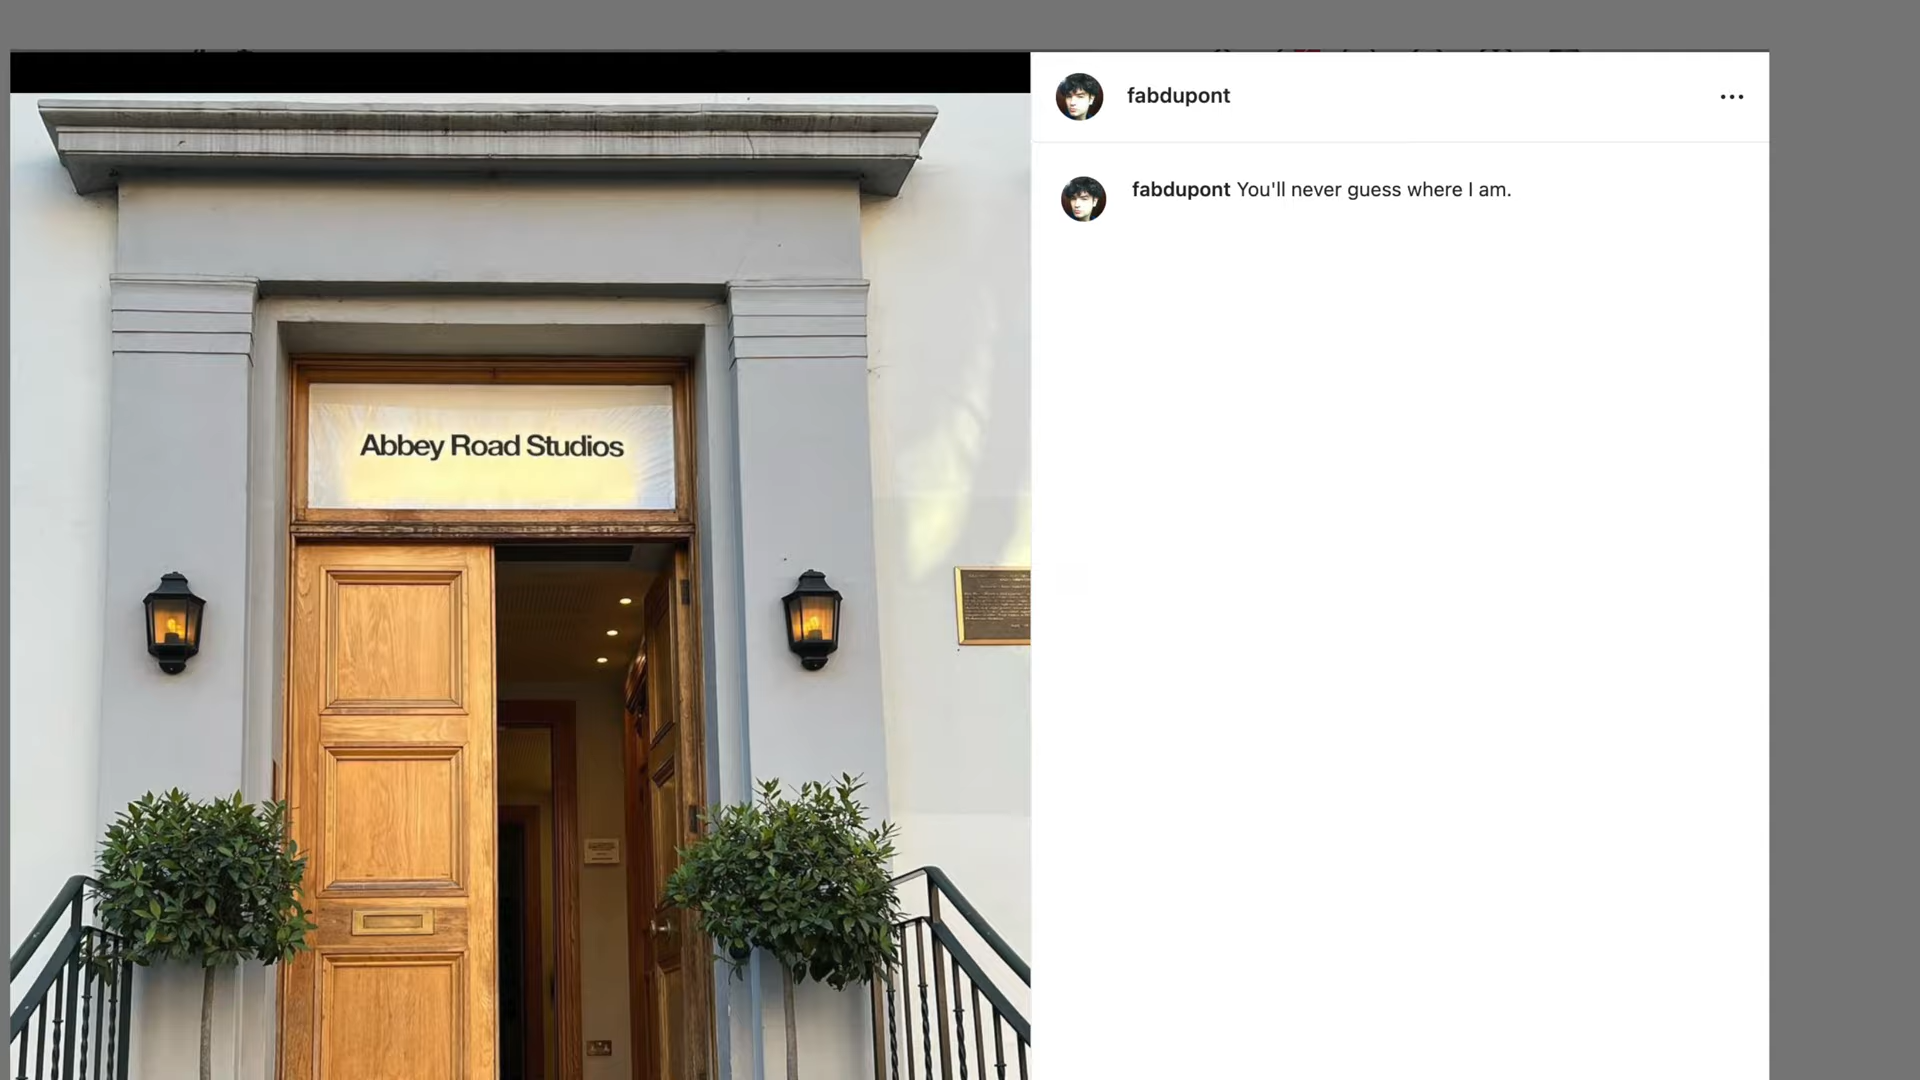 Abbey Road Studios
fabdupont
fabdupont You'll never guess where I am.